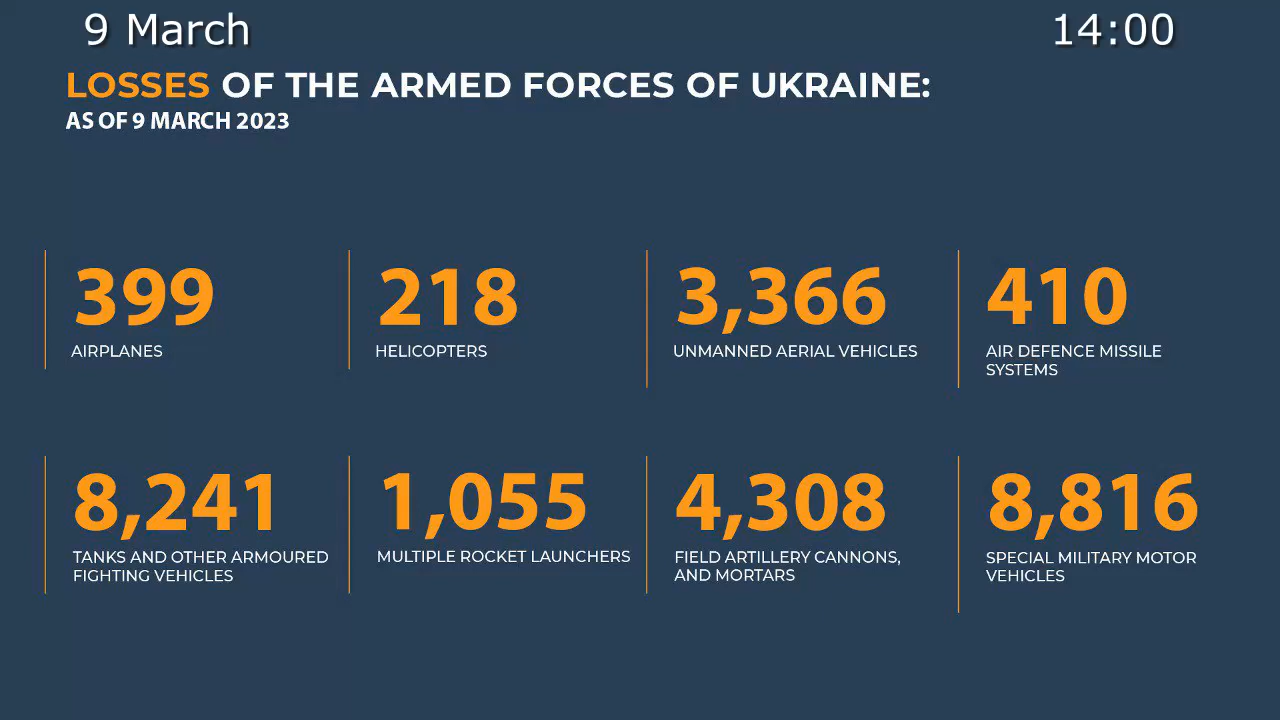 9 March
14:00
LOSSES OF THE ARMED FORCES OF UKRAINE:
AS OF 9 MARCH 2023
399
AIRPLANES
218
HELICOPTERS
3,366
UNMANNED AERIAL VEHICLES
410
AIR DEFENCE MISSILE
SYSTEMS
8,241
TANKS AND OTHER ARMOURED
FIGHTING VEHICLES
1,055
MULTIPLE ROCKET LAUNCHERS
4,308
FIELD ARTILLERY CANNONS,
AND MORTARS
8,816
SPECIAL MILITARY MOTOR
VEHICLES